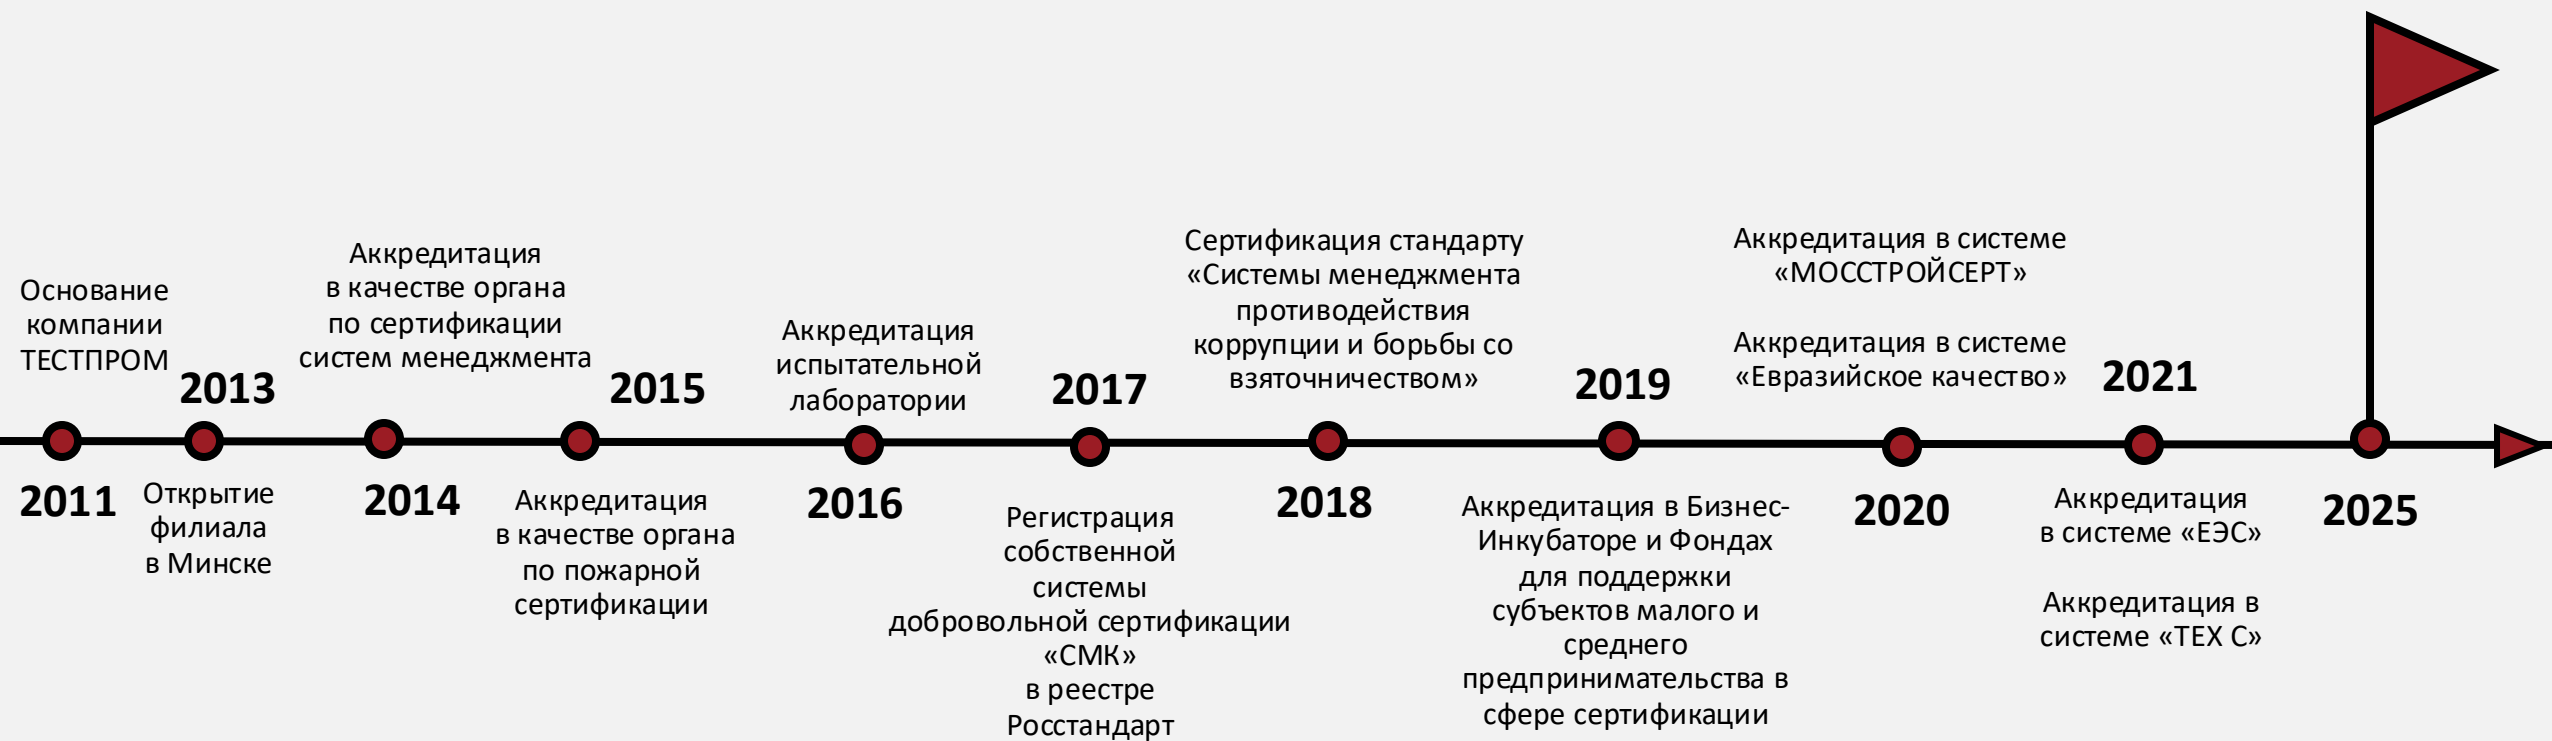 Основание
компании
ТЕСТПРОМ
2011
2013
Открытие
филиала
в Минске
Аккредитация
в качестве органа
по сертификации
систем менеджмента
2014
2015
Аккредитация
в качестве органа
по пожарной
сертификации
Аккредитация
испытательной
лаборатории
2016
2017
Регистрация
собственной
системы
добровольной сертификации
«СМК»
в реестре
Росстандарт
Сертификация стандарту
«Системы менеджмента
противодействия
коррупции и борьбы со
взяточничеством»
2018
2019
Аккредитация в Бизнес-
Инкубаторе и Фондах
для поддержки
субъектов малого и
среднего
предпринимательства в
сфере сертификации
Аккредитация в системе
«МОССТРОЙСЕРТ»
Аккредитация в системе
«Евразийское качество»
2020
2021
Аккредитация
в системе «ЕЭС»
Аккредитация в
системе «ТЕХ С»
2025